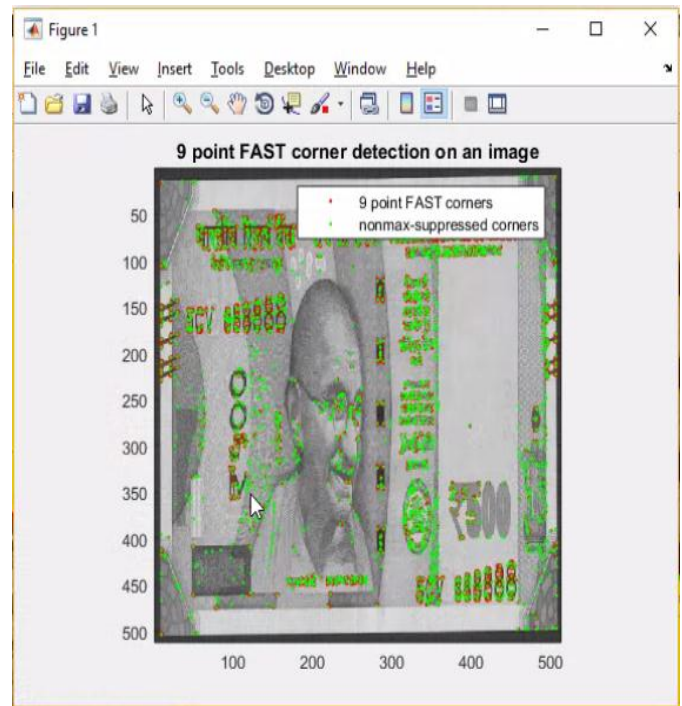 Figure 1
File Edit View Insert Tools Desktop Window Help
9 point FAST corner detection on an image
9 point FAST corners
nonmax-suppressed corners
50
100
150
200
250
300
350
400
450
500
100 200 300 400 500